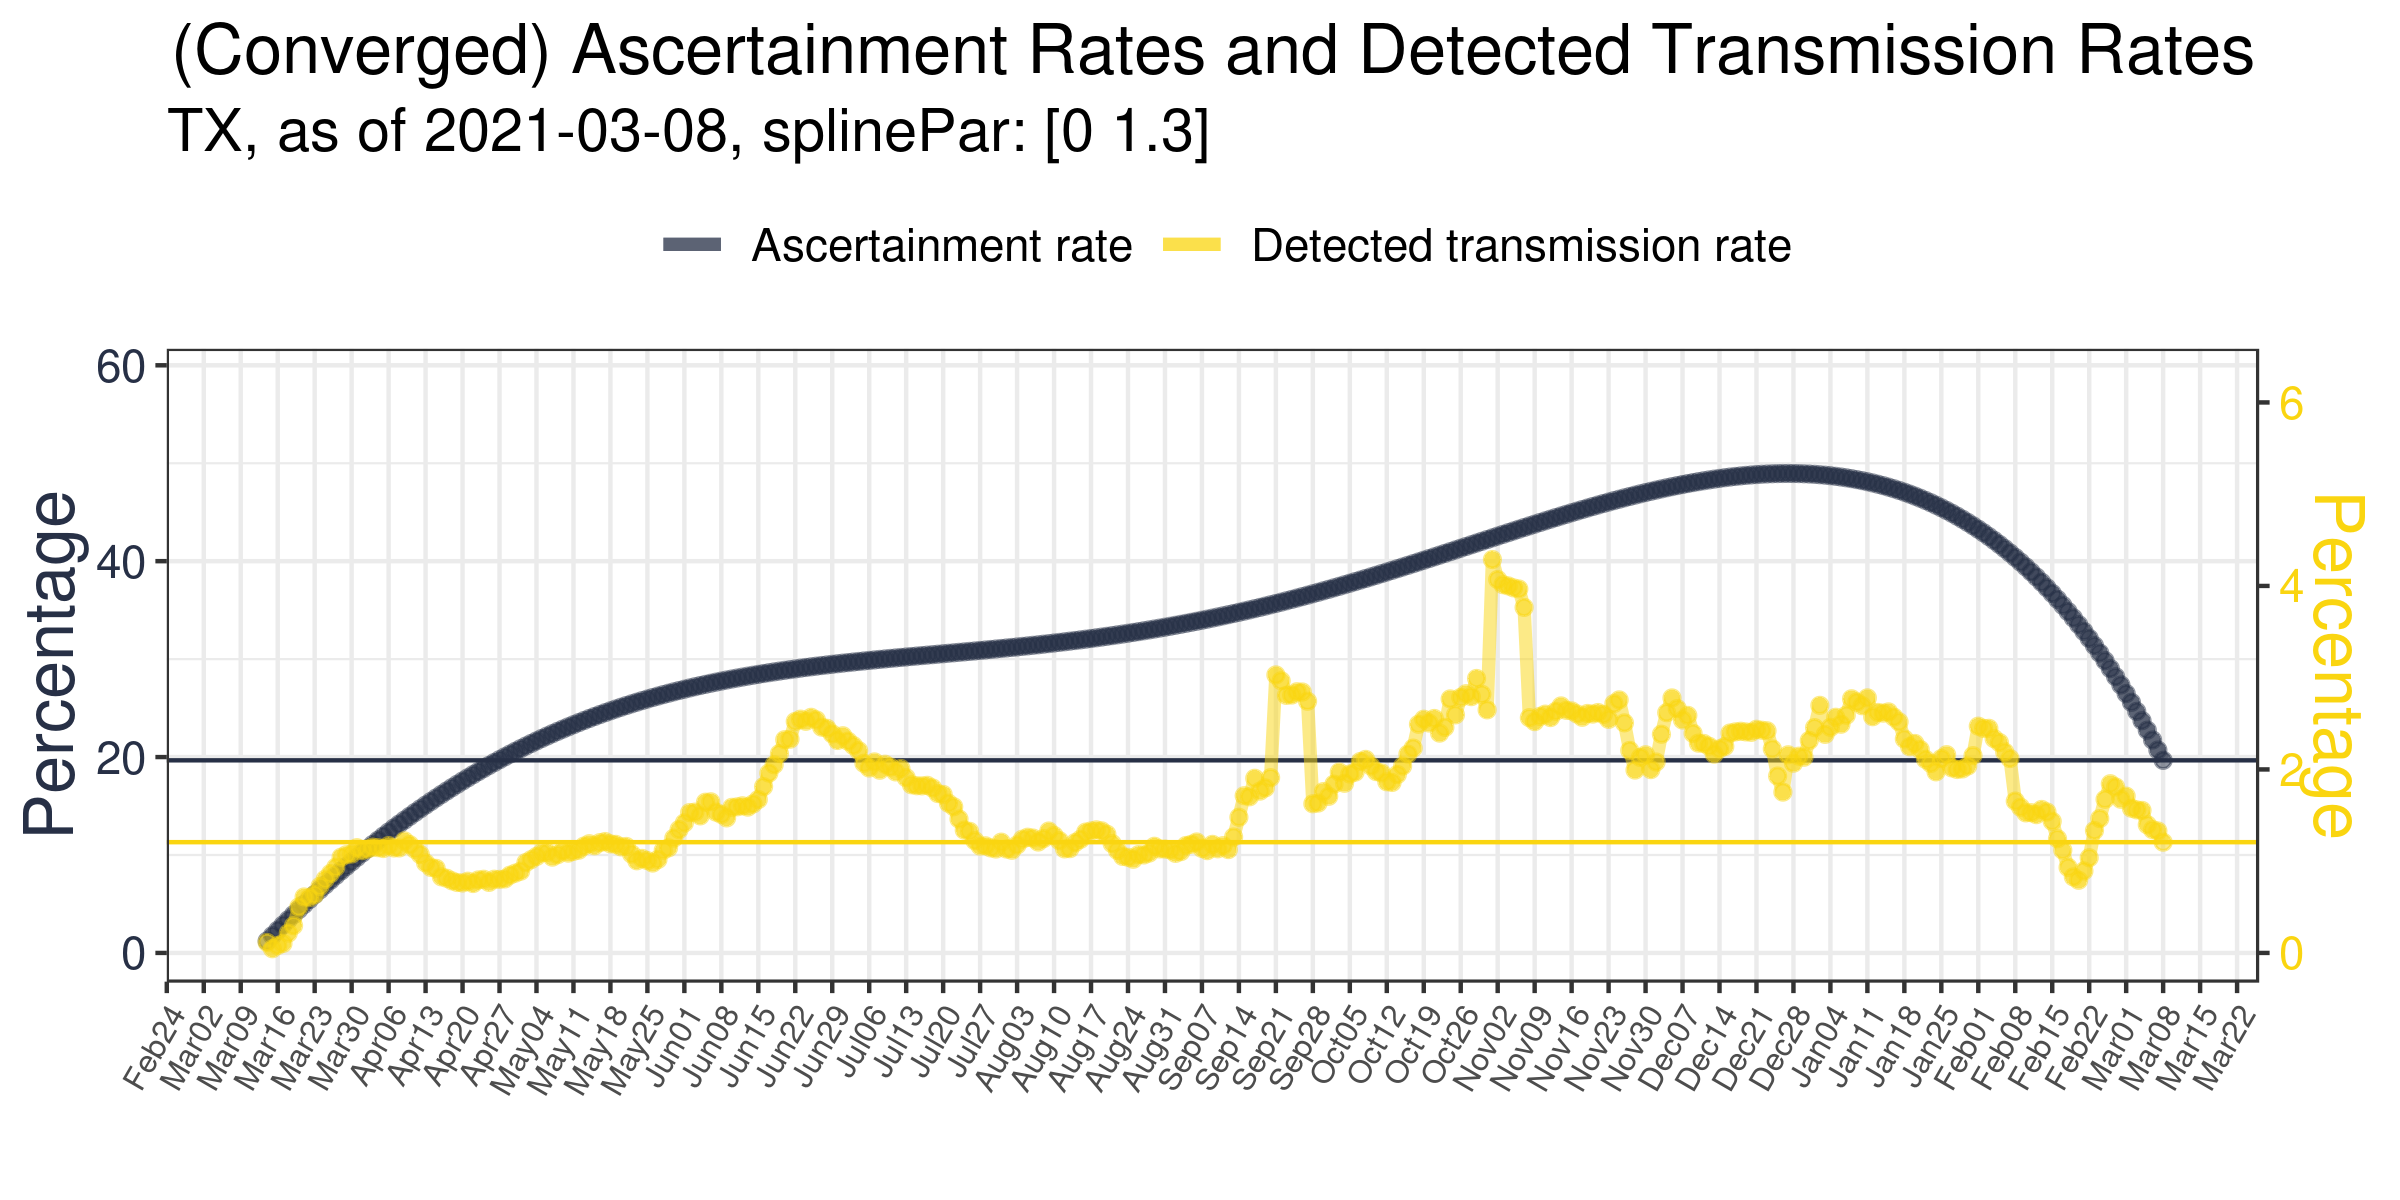 (Converged) Ascertainment Rates and Detected Transmission Rates
TX, as of 2021-03-08, splinePar: [0 1.3]
Ascertainment rate Detected transmission rate
Percentage
60
40
20
0
6
4
2
0
Percentage
Feb24 Mar02 Mar09 Mar16 Mar23 Mar30 Apr06 Apr13 Apr20 Apr27 May04 May11 May18 May25 Jun01 Jun08 Jun15 Jun22 Jun29 Jul06 Jul13 Jul20 Jul27 Aug03 Aug10 Aug17 Aug24 Aug31 Sep07 Sep14 Sep21 Sep28 Oct05 Oct12 Oct19 Oct26 Nov02 Nov09 Nov16 Nov23 Nov30 Dec07 Dec14 Dec21 Dec28 Jan04 Jan11 Jan18 Jan25 Feb01 Feb08 Feb15 Feb22 Mar01 Mar08 Mar15 Mar22